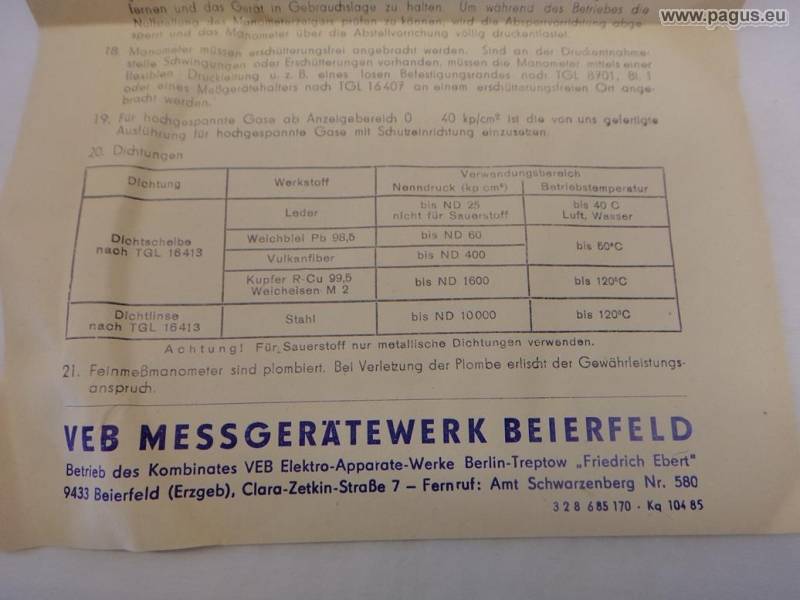 www.pagus.eu
fernen und das Gerät in Gebrauchslage zu halten. Um während des Betriebes die
Nullstellung des Manometerzeigers prüfen zu können, wird die Absperrvorrichtung abge-
sperrt und das Manometer über die Abstellvorrichtung völlig druckentlastet.
18. Manometer müssen erschütterungsfrei angebracht werden. Sind an der Druckentnahme-
stelle Schwingungen oder Erschütterungen vorhanden, müssen die Manometer mittels einer
flexiblen Druckleitung u. z. B. eines losen Befestigungsrandes nach TGL 8701, Bl. 1
oder eines Meßgerätehalters nach TGL 16407 an einem erschütterungsfreien Ort ange-
bracht werden.
19. Für hochgespannte Gase ab Anzeigebereich 0 40 kp/cm² ist die von uns gefertigte
Ausführung für hochgespannte Gase mit Schutzeinrichtung einzusetzen.
20. Dichtungen
Dichtung Werkstoff Verwendungsbereich
Nenndruck (kp cm²) Betriebstemperatur
Dichtscheibe
nach TGL 16413
Leder bis ND 25
nicht für Sauerstoff bis 40 C
Luft, Wasser
Weichblei Pb 98,5 bis ND 60 bis 60°C
Vulkanfiber bis ND 400
Kupfer R-Cu 99,5
Weicheisen M 2 bis ND 1600 bis 120°C
Dichtlinse
nach TGL 16413 Stahl bis ND 10000 bis 120°C
Achtung! Für Sauerstoff nur metallische Dichtungen verwenden.
21. Feinmeßmanometer sind plombiert. Bei Verletzung der Plombe erlischt der Gewährleistungs-
anspruch.
VEB MESSGERÄTEWERK BEIERFELD
Betrieb des Kombinates VEB Elektro-Apparate-Werke Berlin-Treptow „Friedrich Ebert"
9433 Beierfeld (Erzgeb), Clara-Zetkin-Straße 7 – Fernruf: Amt Schwarzenberg Nr. 580
328 685 170 · Kq 104 85